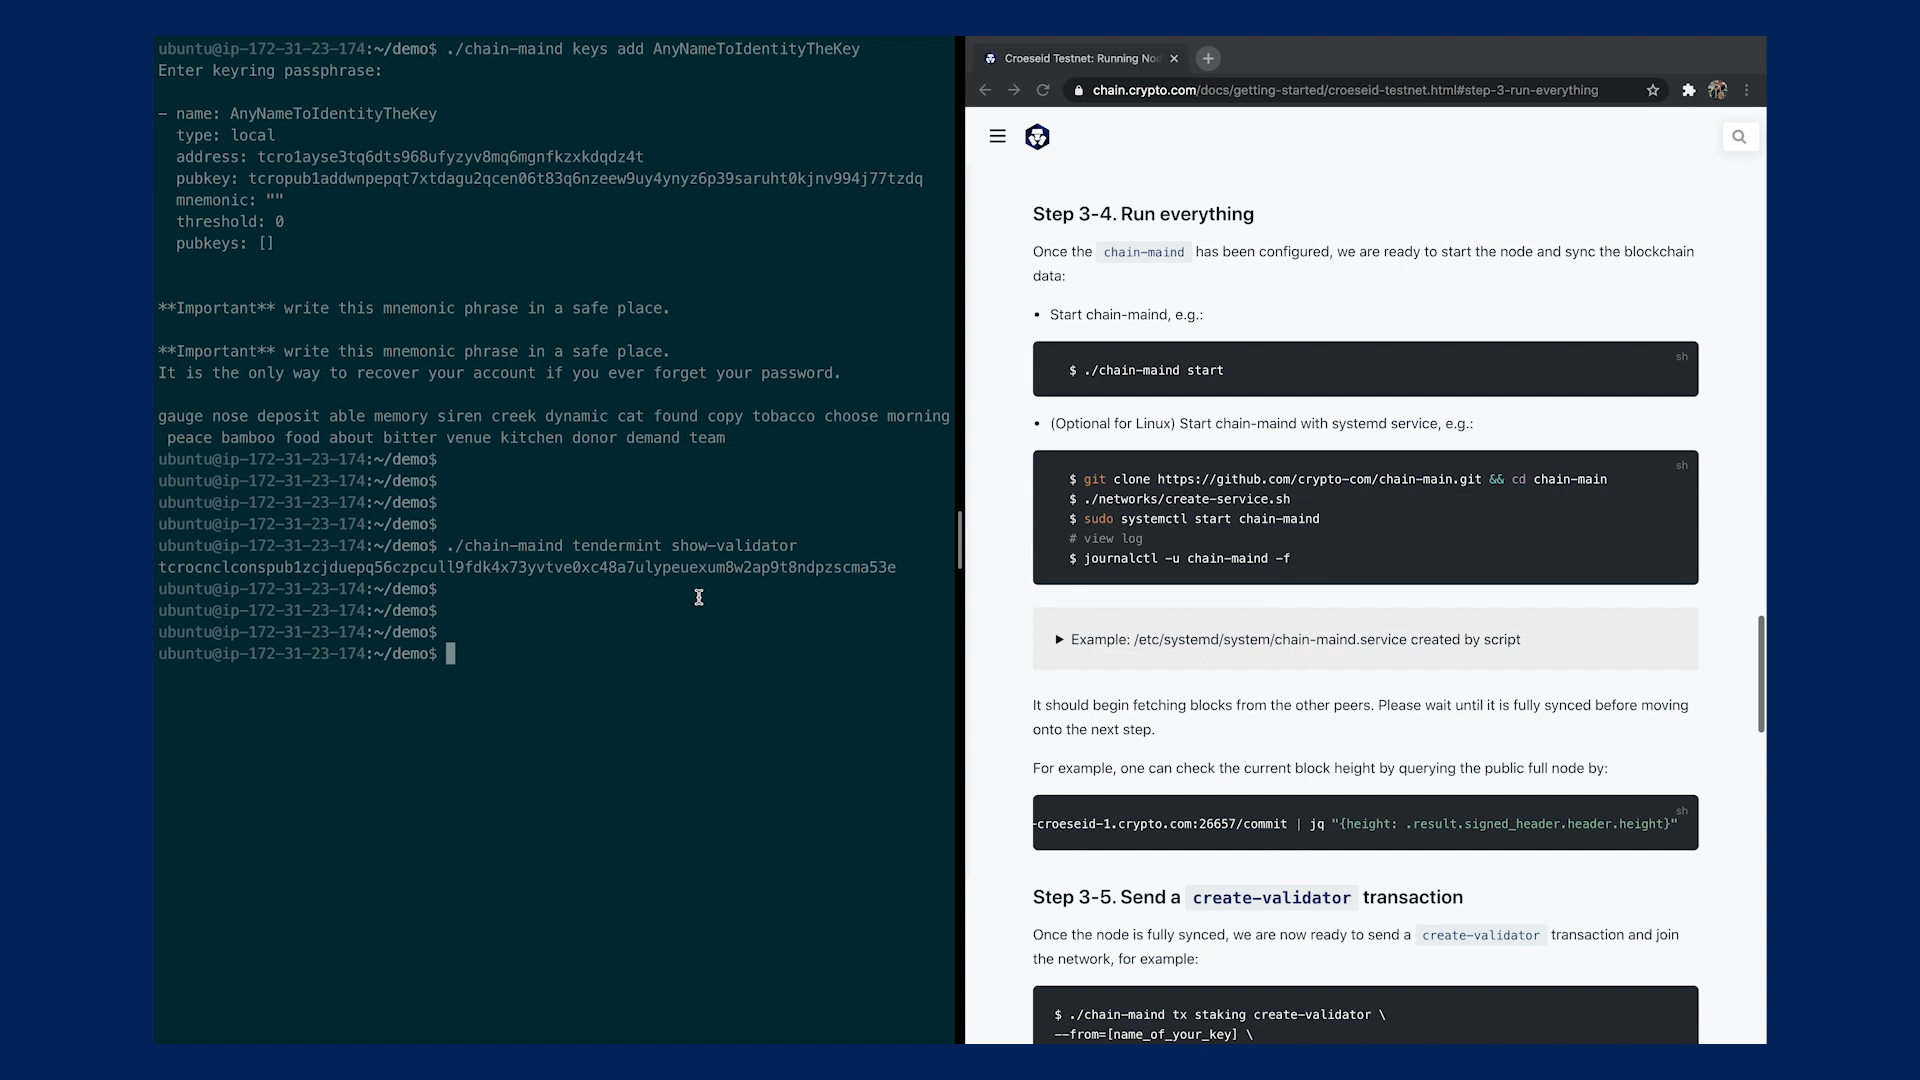 ubuntu@ip-172-31-23-174:~/demo$ ./chain-maind keys add AnyNameToIdentityTheKey
Enter keyring passphrase:
- name: AnyNameToIdentityTheKey
type: local
address: tcro1ayse3tq6dts968ufyzyv8mq6mgnfkzxkdqdz4t
pubkey: tcropub1addwnpepqt7xtdagu2qcen06t83q6nzeew9uy4ynyz6p39saruht0kjnv994j77tzdq
mnemonic: ""
threshold: 0
pubkeys: []
**Important** write this mnemonic phrase in a safe place.
**Important** write this mnemonic phrase in a safe place.
It is the only way to recover your account if you ever forget your password.
gauge nose deposit able memory siren creek dynamic cat found copy tobacco choose morning
peace bamboo food about bitter venue kitchen donor demand team
ubuntu@ip-172-31-23-174:~/demo$
ubuntu@ip-172-31-23-174:~/demo$
ubuntu@ip-172-31-23-174:~/demo$
ubuntu@ip-172-31-23-174:~/demo$
ubuntu@ip-172-31-23-174:~/demo$ ./chain-maind tendermint show-validator
tcrocnclconspub1zcjduepq56czpcull9fdk4x73yvtve0xc48a7ulypeuexum8w2ap9t8ndpzscma53e
ubuntu@ip-172-31-23-174:~/demo$
ubuntu@ip-172-31-23-174:~/demo$
ubuntu@ip-172-31-23-174:~/demo$
ubuntu@ip-172-31-23-174:~/demo$
Croeseid Testnet: Running No
chain.crypto.com/docs/getting-started/croeseid-testnet.html#step-3-run-everything
Step 3-4. Run everything
Once the chain-maind has been configured, we are ready to start the node and sync the blockchain
data:
• Start chain-maind, e.g.:
sh
$ ./chain-maind start
• (Optional for Linux) Start chain-maind with systemd service, e.g.:
sh
$ git clone https://github.com/crypto-com/chain-main.git && cd chain-main
$ ./networks/create-service.sh
$ sudo systemctl start chain-maind
# view log
$ journalctl -u chain-maind -f
Example: /etc/systemd/system/chain-maind.service created by script
It should begin fetching blocks from the other peers. Please wait until it is fully synced before moving
onto the next step.
For example, one can check the current block height by querying the public full node by:
sh
-croeseid-1.crypto.com:26657/commit | jq "{height: .result.signed_header.header.height}"
Step 3-5. Send a create-validator transaction
Once the node is fully synced, we are now ready to send a create-validator transaction and join
the network, for example:
$ ./chain-maind tx staking create-validator \
--from=[name_of_your_key] \